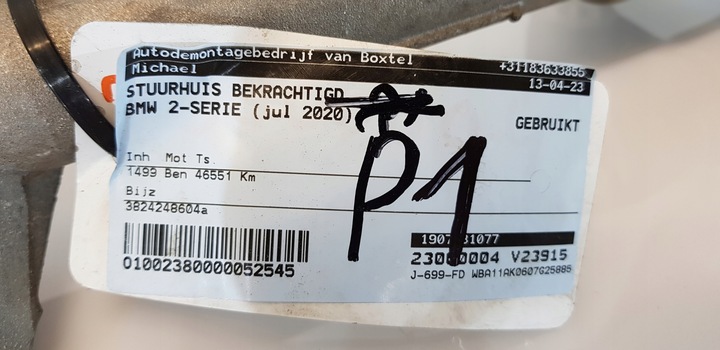 Autodemontagebedrijf van Boxtel +31183633855
Michael 13-04-23
STUURHUIS BEKRACHTIGD
BMW 2-SERIE (jul 2020)
GEBRUIKT
P1
Inh Mot Ts
1499 Ben 46551 Km
Bijz
3824248604a
01002380000052545
V23915
J-699-FD WBA11AK0607G25885